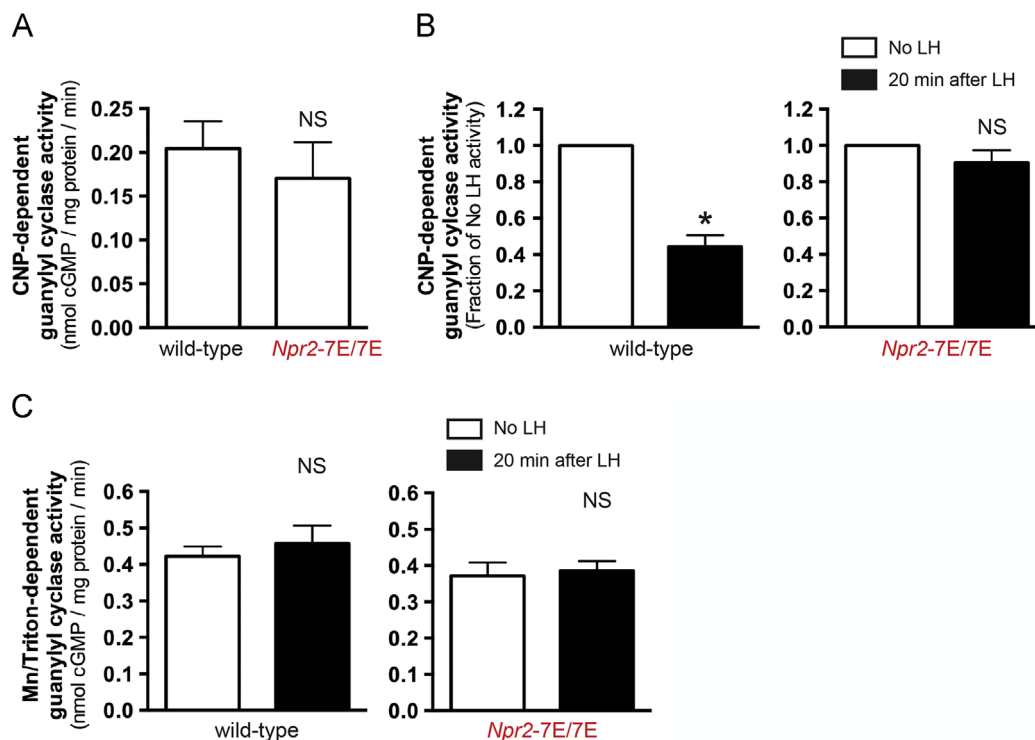 A
CNP-dependent
guanylyl cyclase activity
(nmol cGMP / mg protein / min)
0.25
0.20
0.15
0.10
0.05
0.00
NS
wild-type
Npr2-7E/7E
B
No LH
20 min after LH
CNP-dependent
guanylyl cylcase activity
(Fraction of No LH activity)
1.2
1.0
0.8
0.6
0.4
0.2
0.0
*
wild-type
1.2
1.0
0.8
0.6
0.4
0.2
0.0
NS
Npr2-7E/7E
C
No LH
20 min after LH
Mn/Triton-dependent
guanylyl cyclase activity
(nmol cGMP / mg protein / min)
0.6
0.5
0.4
0.3
0.2
0.1
0.0
NS
wild-type
0.6
0.5
0.4
0.3
0.2
0.1
0.0
NS
Npr2-7E/7E